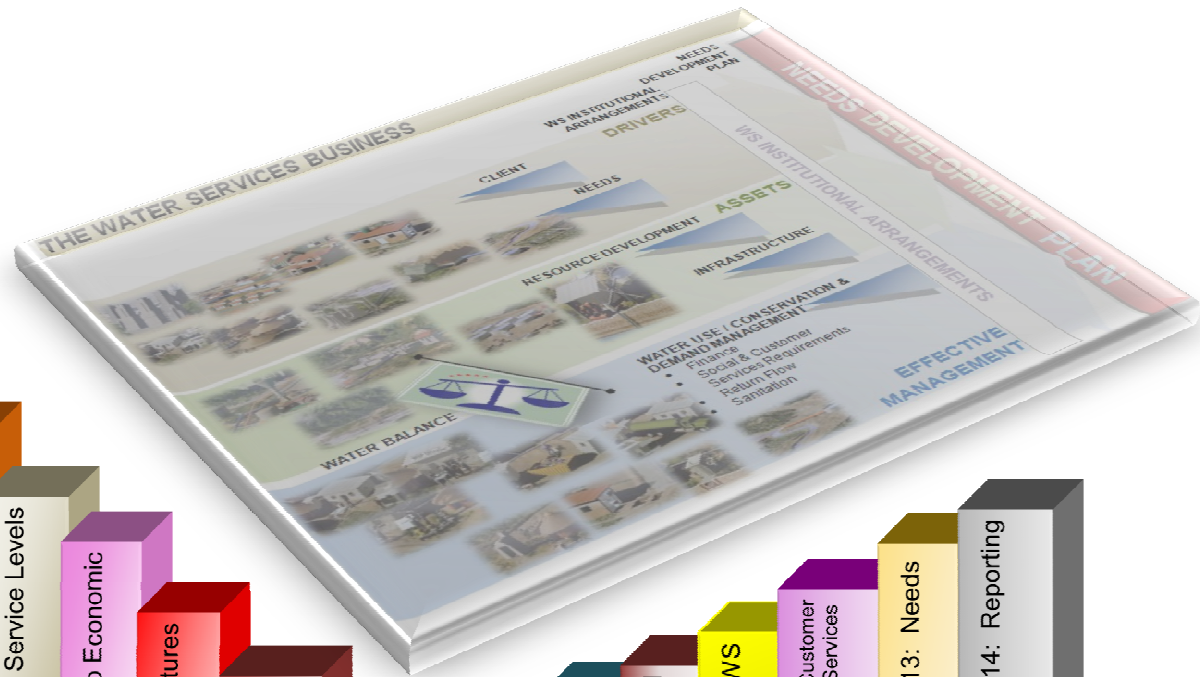 THE WATER SERVICES BUSINESS
NEEDS
DEVELOPMENT
PLAN
WS INSTITUTIONAL
ARRANGEMENTS
DRIVERS
CLIENT
NEEDS
ASSETS
RESOURCE DEVELOPMENT
INFRASTRUCTURE
WATER USE / CONSERVATION &
DEMAND MANAGEMENT
Finance
Social & Customer
Services Requirements
Return Flow
Sanitation
WATER BALANCE
EFFECTIVE
MANAGEMENT
WS INSTITUTIONAL ARRANGEMENTS
NEEDS DEVELOPMENT PLAN
Service Levels
o Economic
tures
WS
Customer
Services
13: Needs
14: Reporting